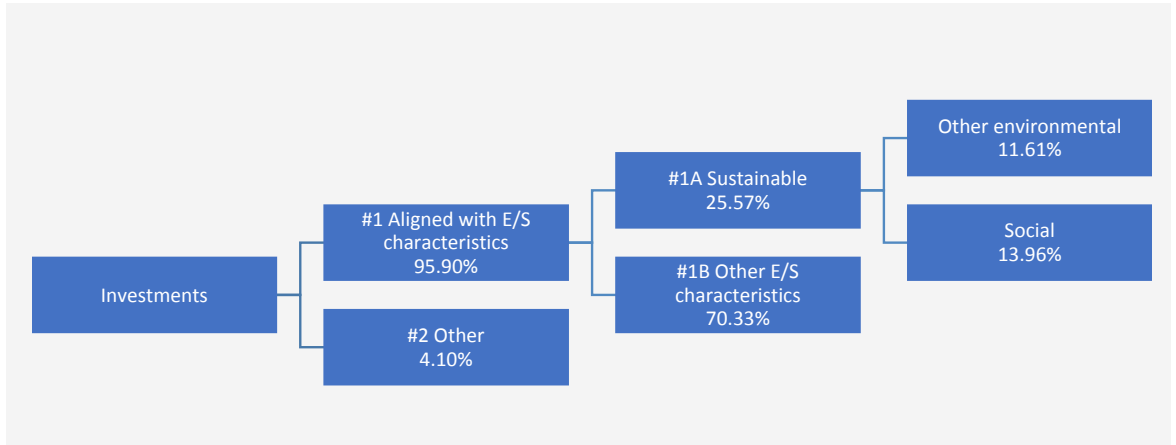 Investments
#1 Aligned with E/S
characteristics
95.90%
#2 Other
4.10%
#1A Sustainable
25.57%
#1B Other E/S
characteristics
70.33%
Other environmental
11.61%
Social
13.96%